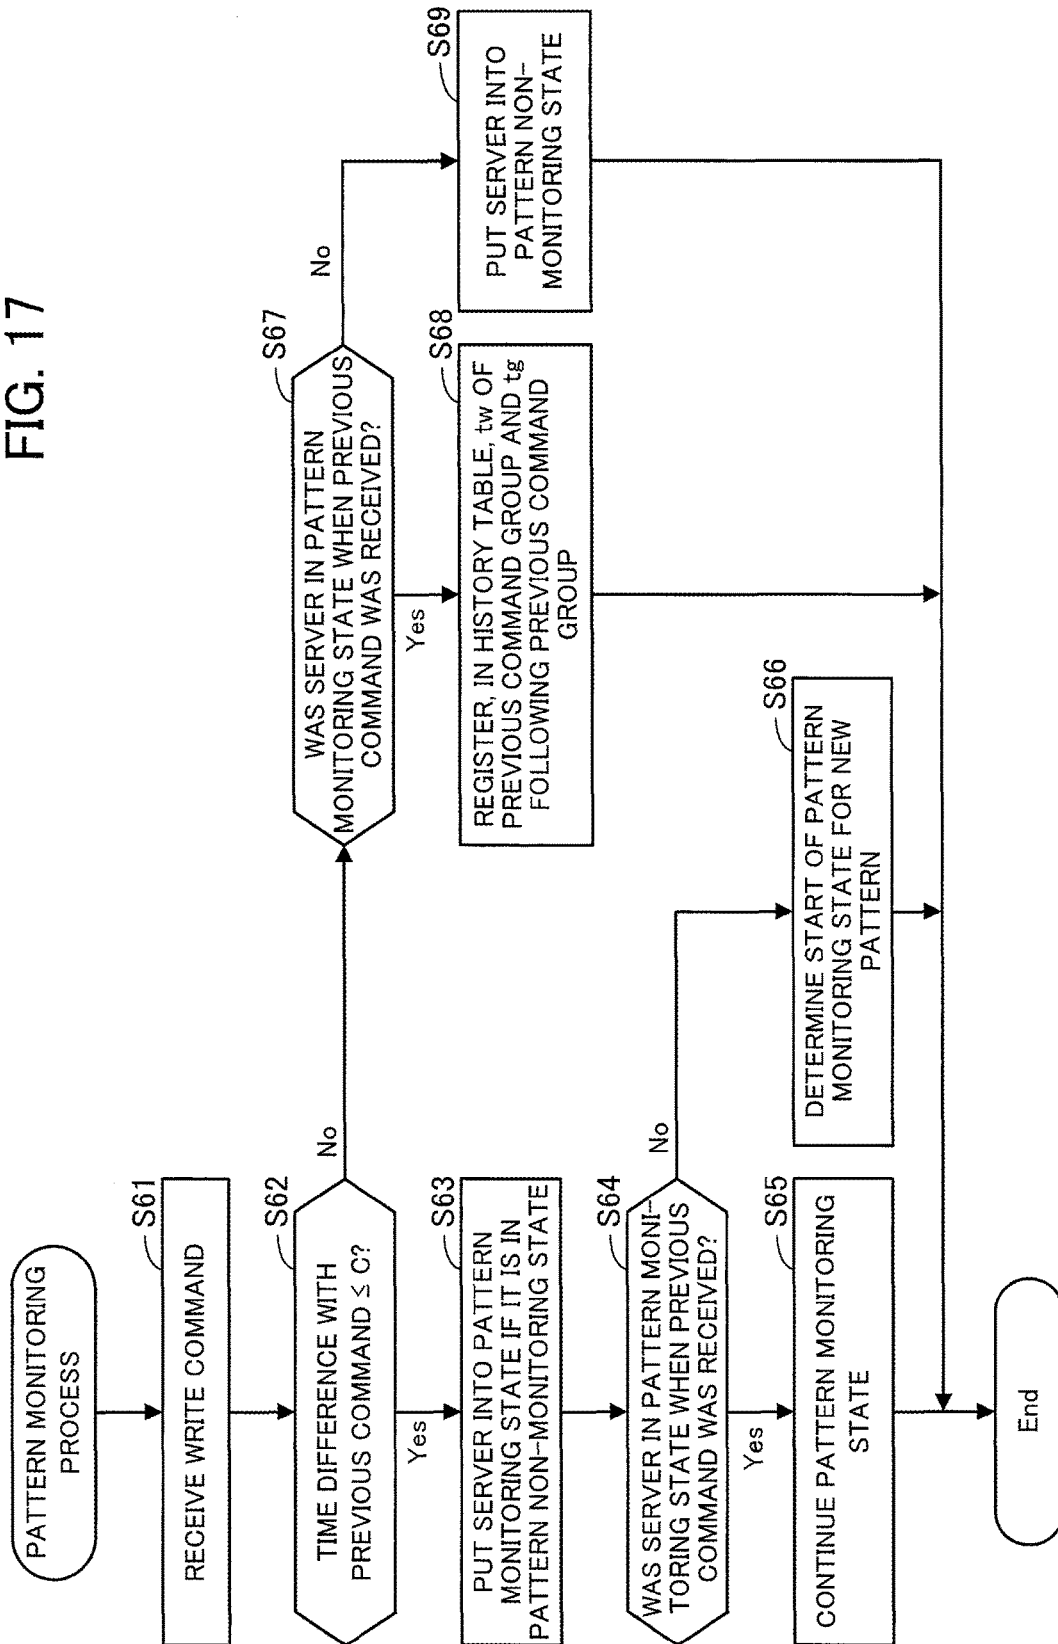 FIG. 17
PATTERN MONITORING
PROCESS
S61
RECEIVE WRITE COMMAND
S62
TIME DIFFERENCE WITH
PREVIOUS COMMAND ≤ C?
No
Yes
S63
PUT SERVER INTO PATTERN
MONITORING STATE IF IT IS IN
PATTERN NON-MONITORING STATE
S64
WAS SERVER IN PATTERN MONI-
TORING STATE WHEN PREVIOUS
COMMAND WAS RECEIVED?
No
Yes
S65
CONTINUE PATTERN MONITORING
STATE
S66
DETERMINE START OF PATTERN
MONITORING STATE FOR NEW
PATTERN
S67
WAS SERVER IN PATTERN
MONITORING STATE WHEN PREVIOUS
COMMAND WAS RECEIVED?
No
Yes
S68
REGISTER, IN HISTORY TABLE, tw OF
PREVIOUS COMMAND GROUP AND tg
FOLLOWING PREVIOUS COMMAND
GROUP
S69
PUT SERVER INTO
PATTERN NON-
MONITORING STATE
End